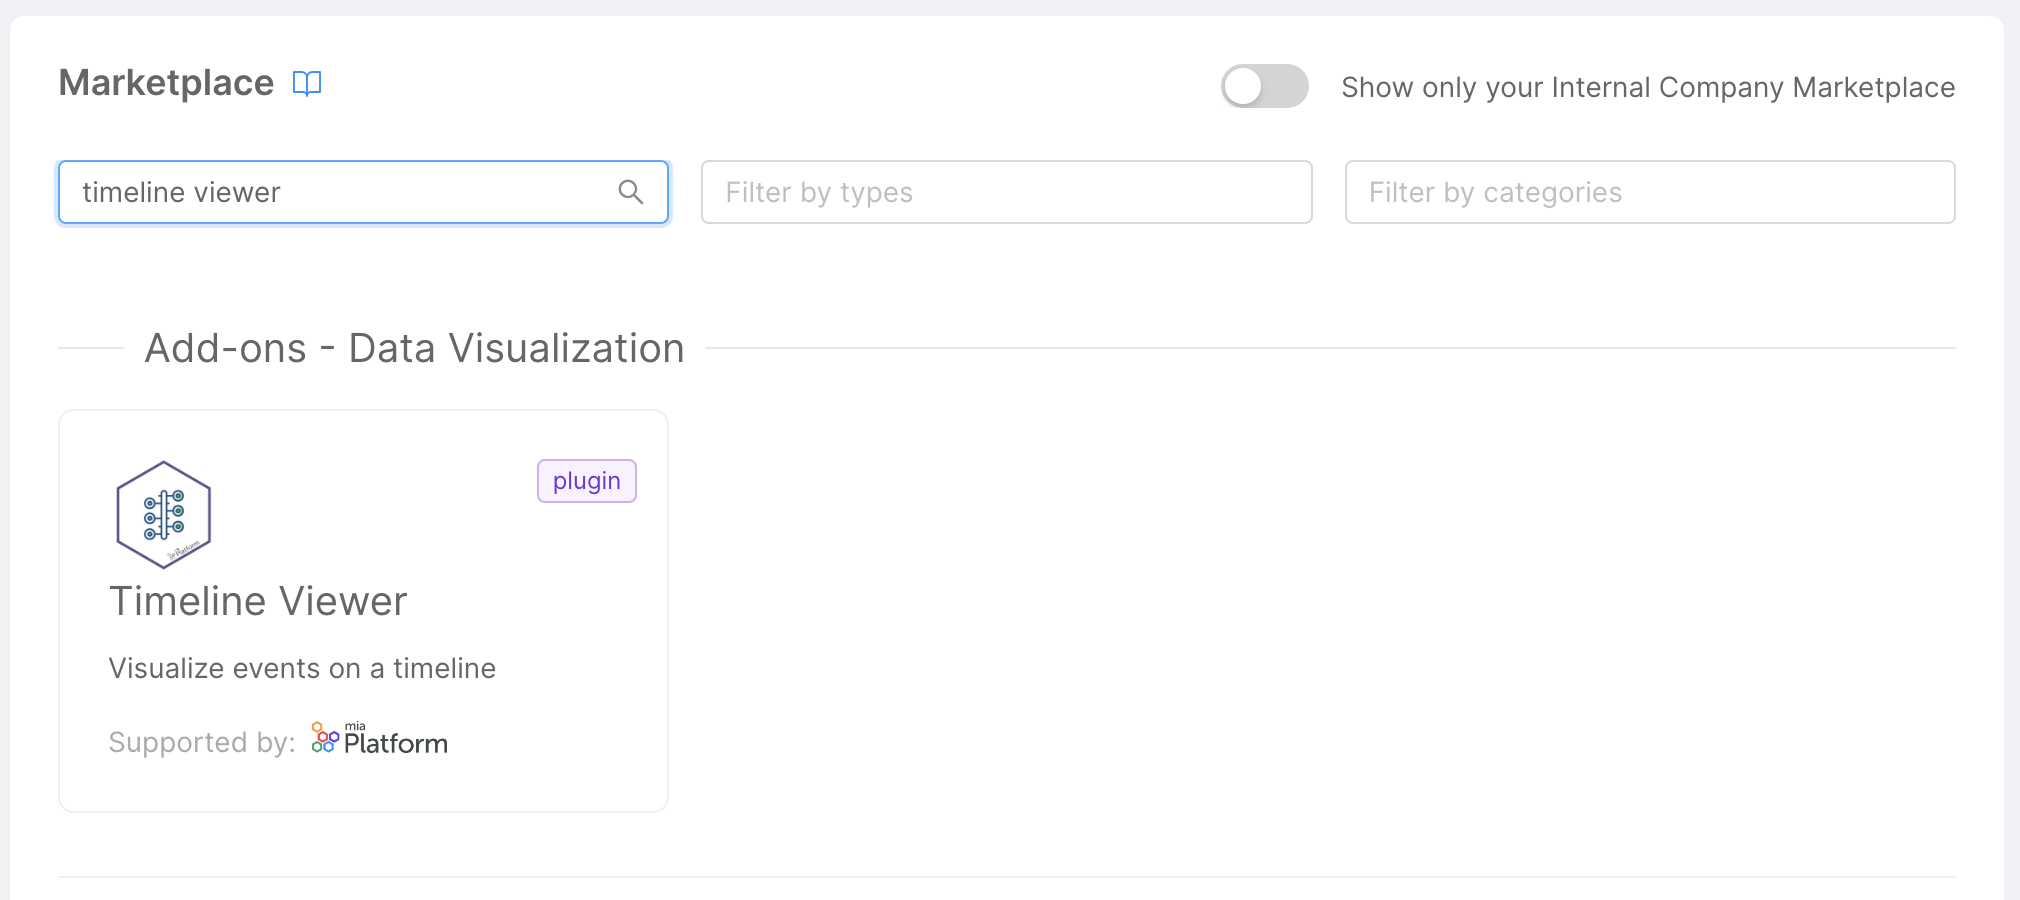 Marketplace
Show only your Internal Company Marketplace
timeline viewer
Filter by types
Filter by categories
Add-ons - Data Visualization
plugin
Timeline Viewer
Visualize events on a timeline
Supported by: mia Platform